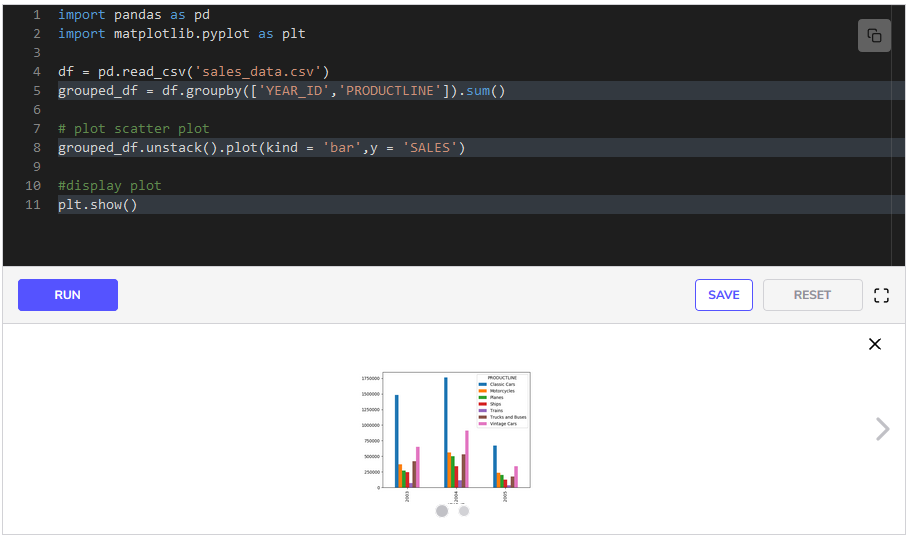 1 import pandas as pd
2 import matplotlib.pyplot as plt
3
4 df = pd.read_csv('sales_data.csv')
5 grouped_df = df.groupby(['YEAR_ID','PRODUCTLINE']).sum()
6
7 # plot scatter plot
8 grouped_df.unstack().plot(kind = 'bar',y = 'SALES')
9
10 #display plot
11 plt.show()
RUN SAVE RESET
PRODUCTLINE
Classic Cars
Motorcycles
Planes
Ships
Trains
Trucks and Buses
Vintage Cars
1750000
1500000
1250000
1000000
750000
500000
250000
0
2003 2004 2005